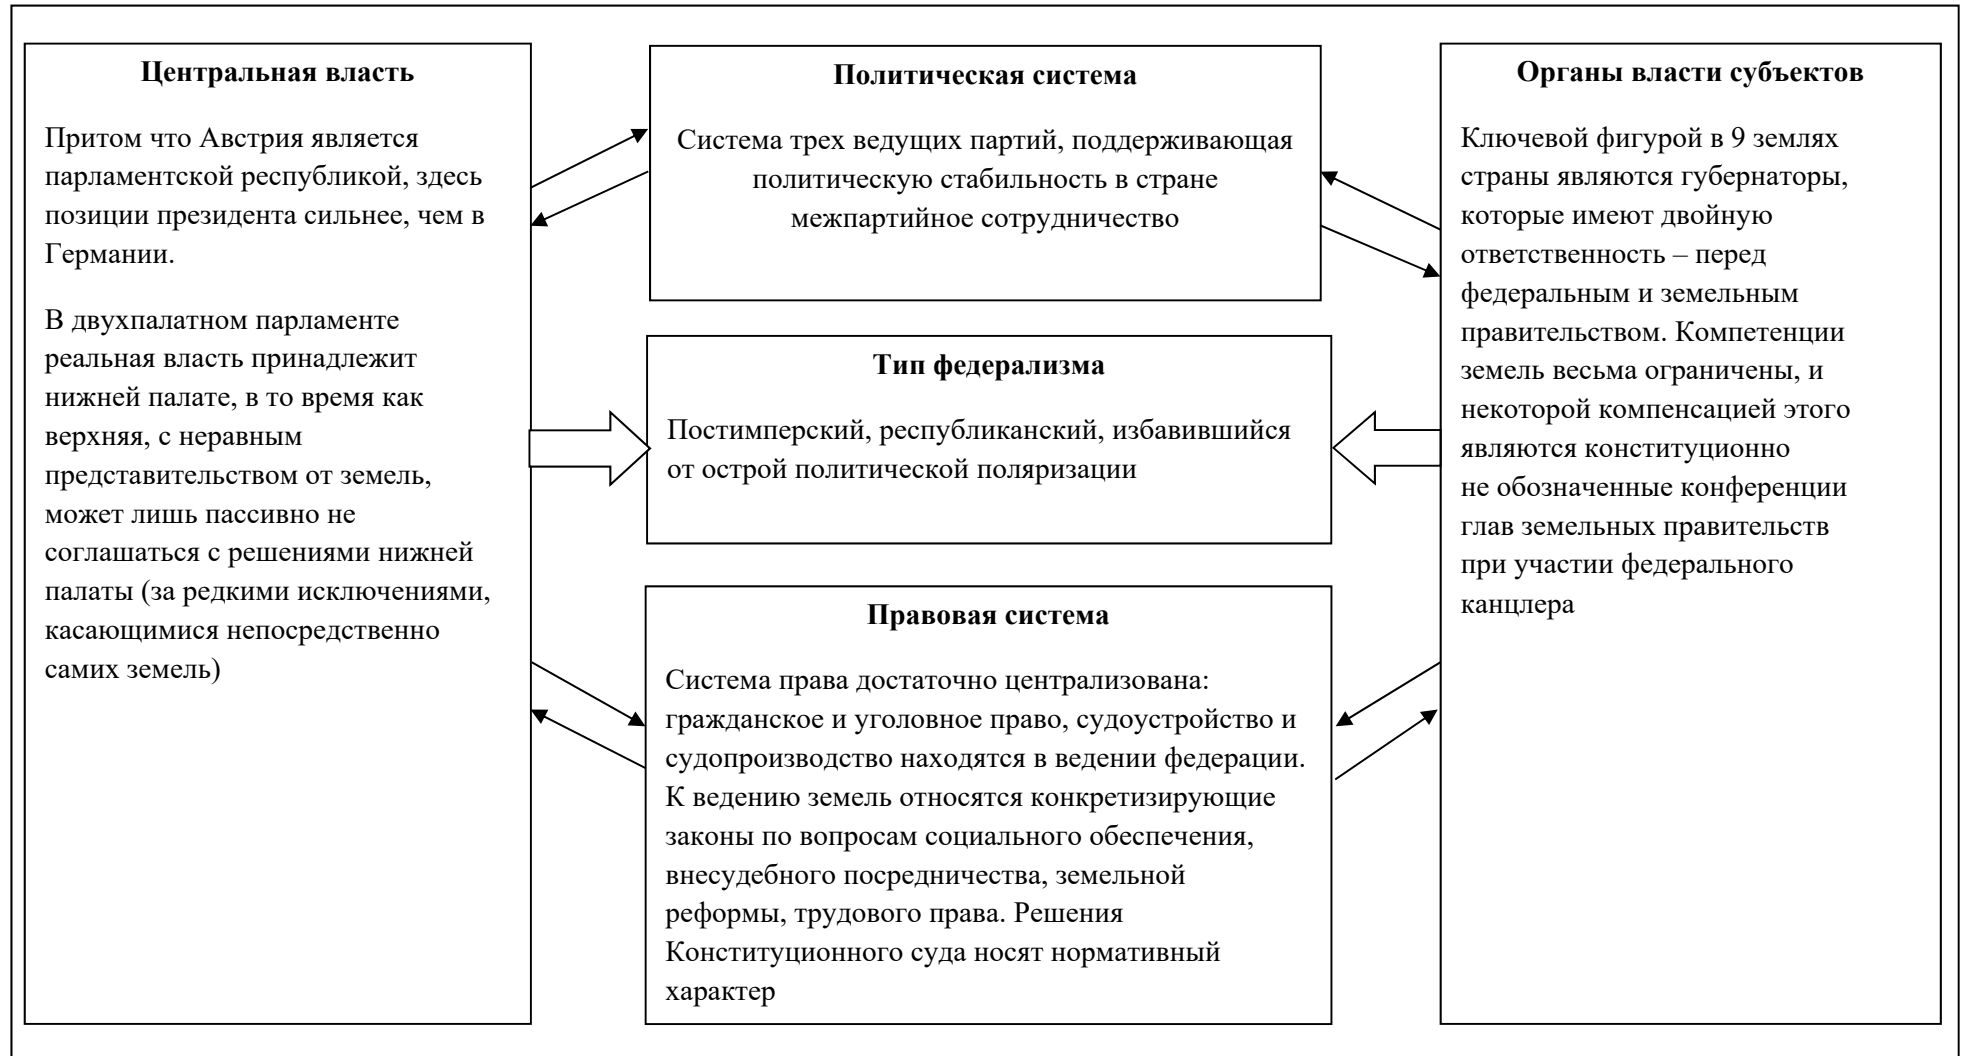 Центральная власть
Притом что Австрия является
парламентской республикой, здесь
позиции президента сильнее, чем в
Германии.
В двухпалатном парламенте
реальная власть принадлежит
нижней палате, в то время как
верхняя, с неравным
представительством от земель,
может лишь пассивно не
соглашаться с решениями нижней
палаты (за редкими исключениями,
касающимися непосредственно
самих земель)
Политическая система
Система трех ведущих партий, поддерживающая
политическую стабильность в стране
межпартийное сотрудничество
Тип федерализма
Постимперский, республиканский, избавившийся
от острой политической поляризации
Правовая система
Система права достаточно централизована:
гражданское и уголовное право, судоустройство и
судопроизводство находятся в ведении федерации.
К ведению земель относятся конкретизирующие
законы по вопросам социального обеспечения,
внесудебного посредничества, земельной
реформы, трудового права. Решения
Конституционного суда носят нормативный
характер
Органы власти субъектов
Ключевой фигурой в 9 землях
страны являются губернаторы,
которые имеют двойную
ответственность – перед
федеральным и земельным
правительством. Компетенции
земель весьма ограничены, и
некоторой компенсацией этого
являются конституционно
не обозначенные конференции
глав земельных правительств
при участии федерального
канцлера